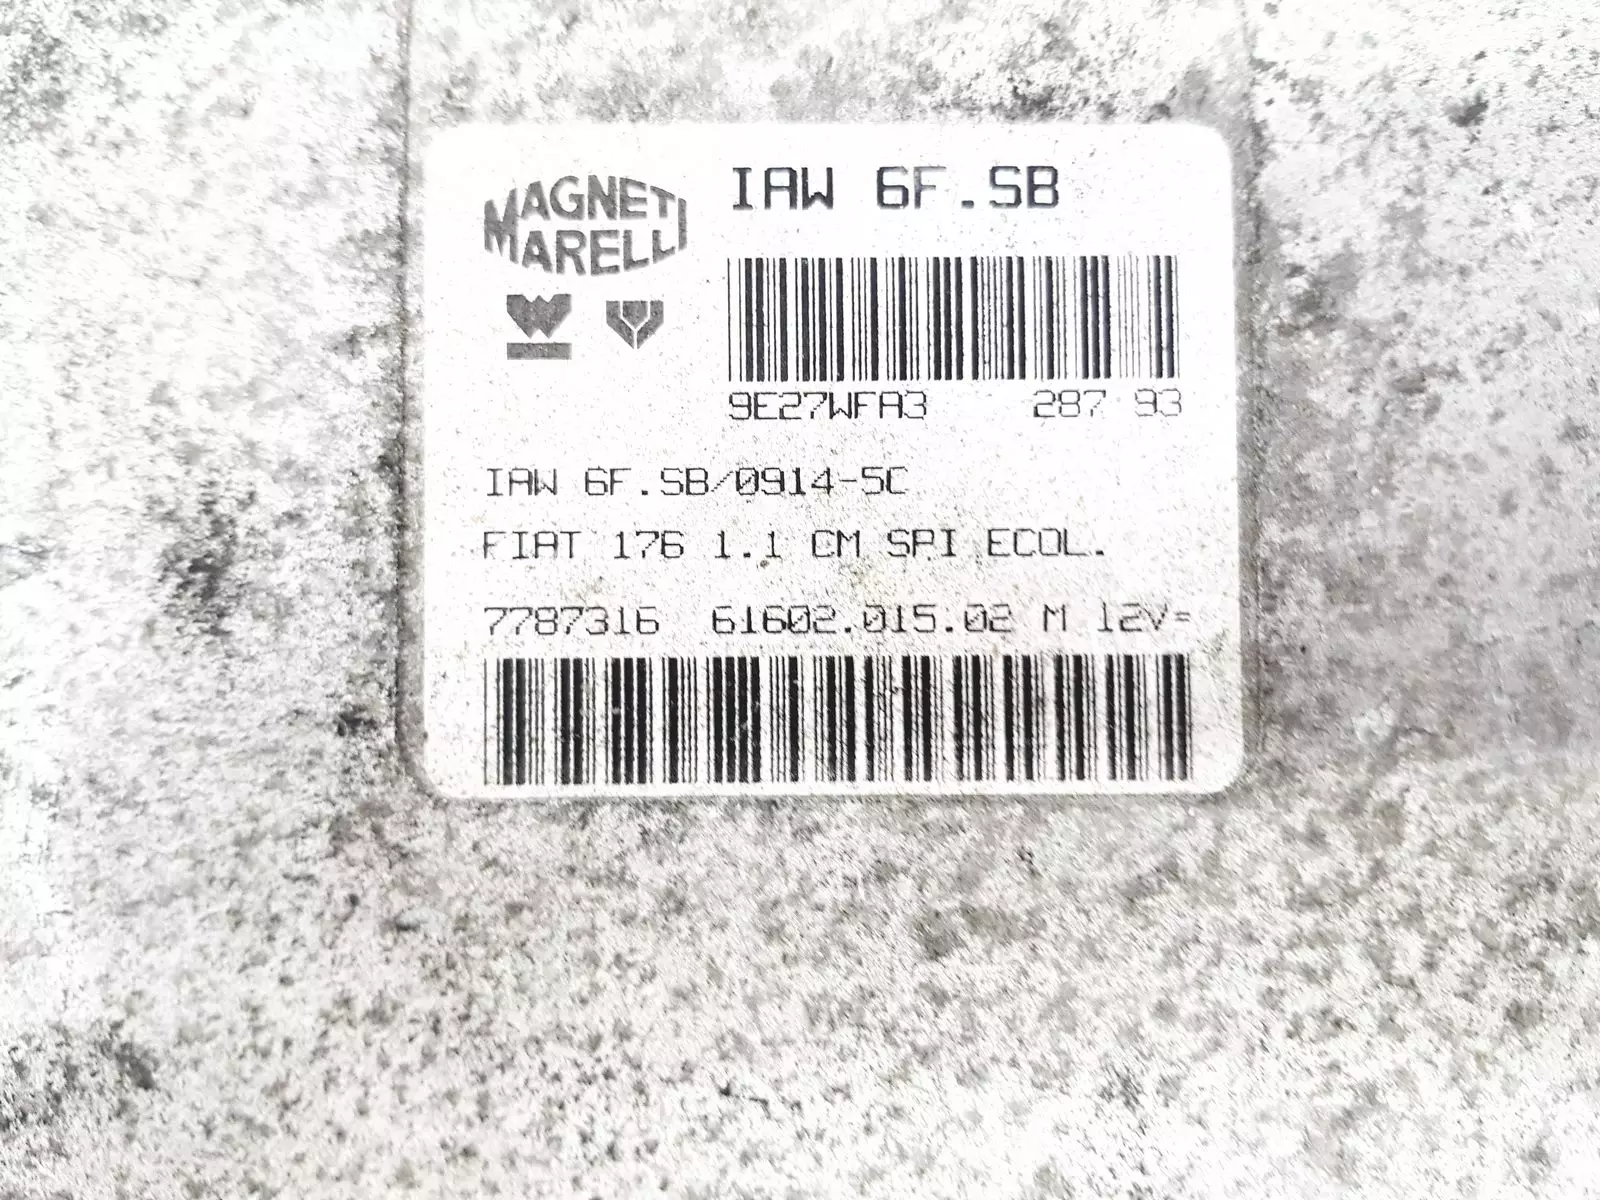 MAGNETI
MARELLI
IAW 6F.SB
9E27WFA3 287 93
IAW 6F.SB/0914-5C
FIAT 176 1.1 CM SPI ECOL.
7787316 61602.015.02 M 12V=